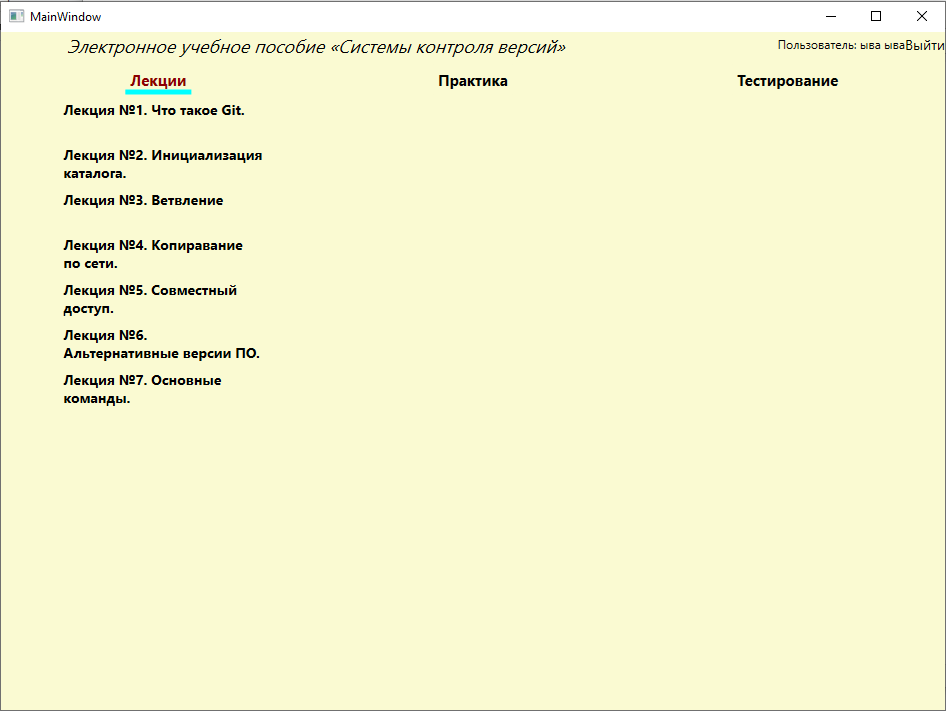 MainWindow
Электронное учебное пособие «Системы контроля версий»
Пользователь: ыва ываВыйти
Лекции Практика Тестирование
Лекция №1. Что такое Git.
Лекция №2. Инициализация
каталога.
Лекция №3. Ветвление
Лекция №4. Копиравание
по сети.
Лекция №5. Совместный
доступ.
Лекция №6.
Альтернативные версии ПО.
Лекция №7. Основные
команды.